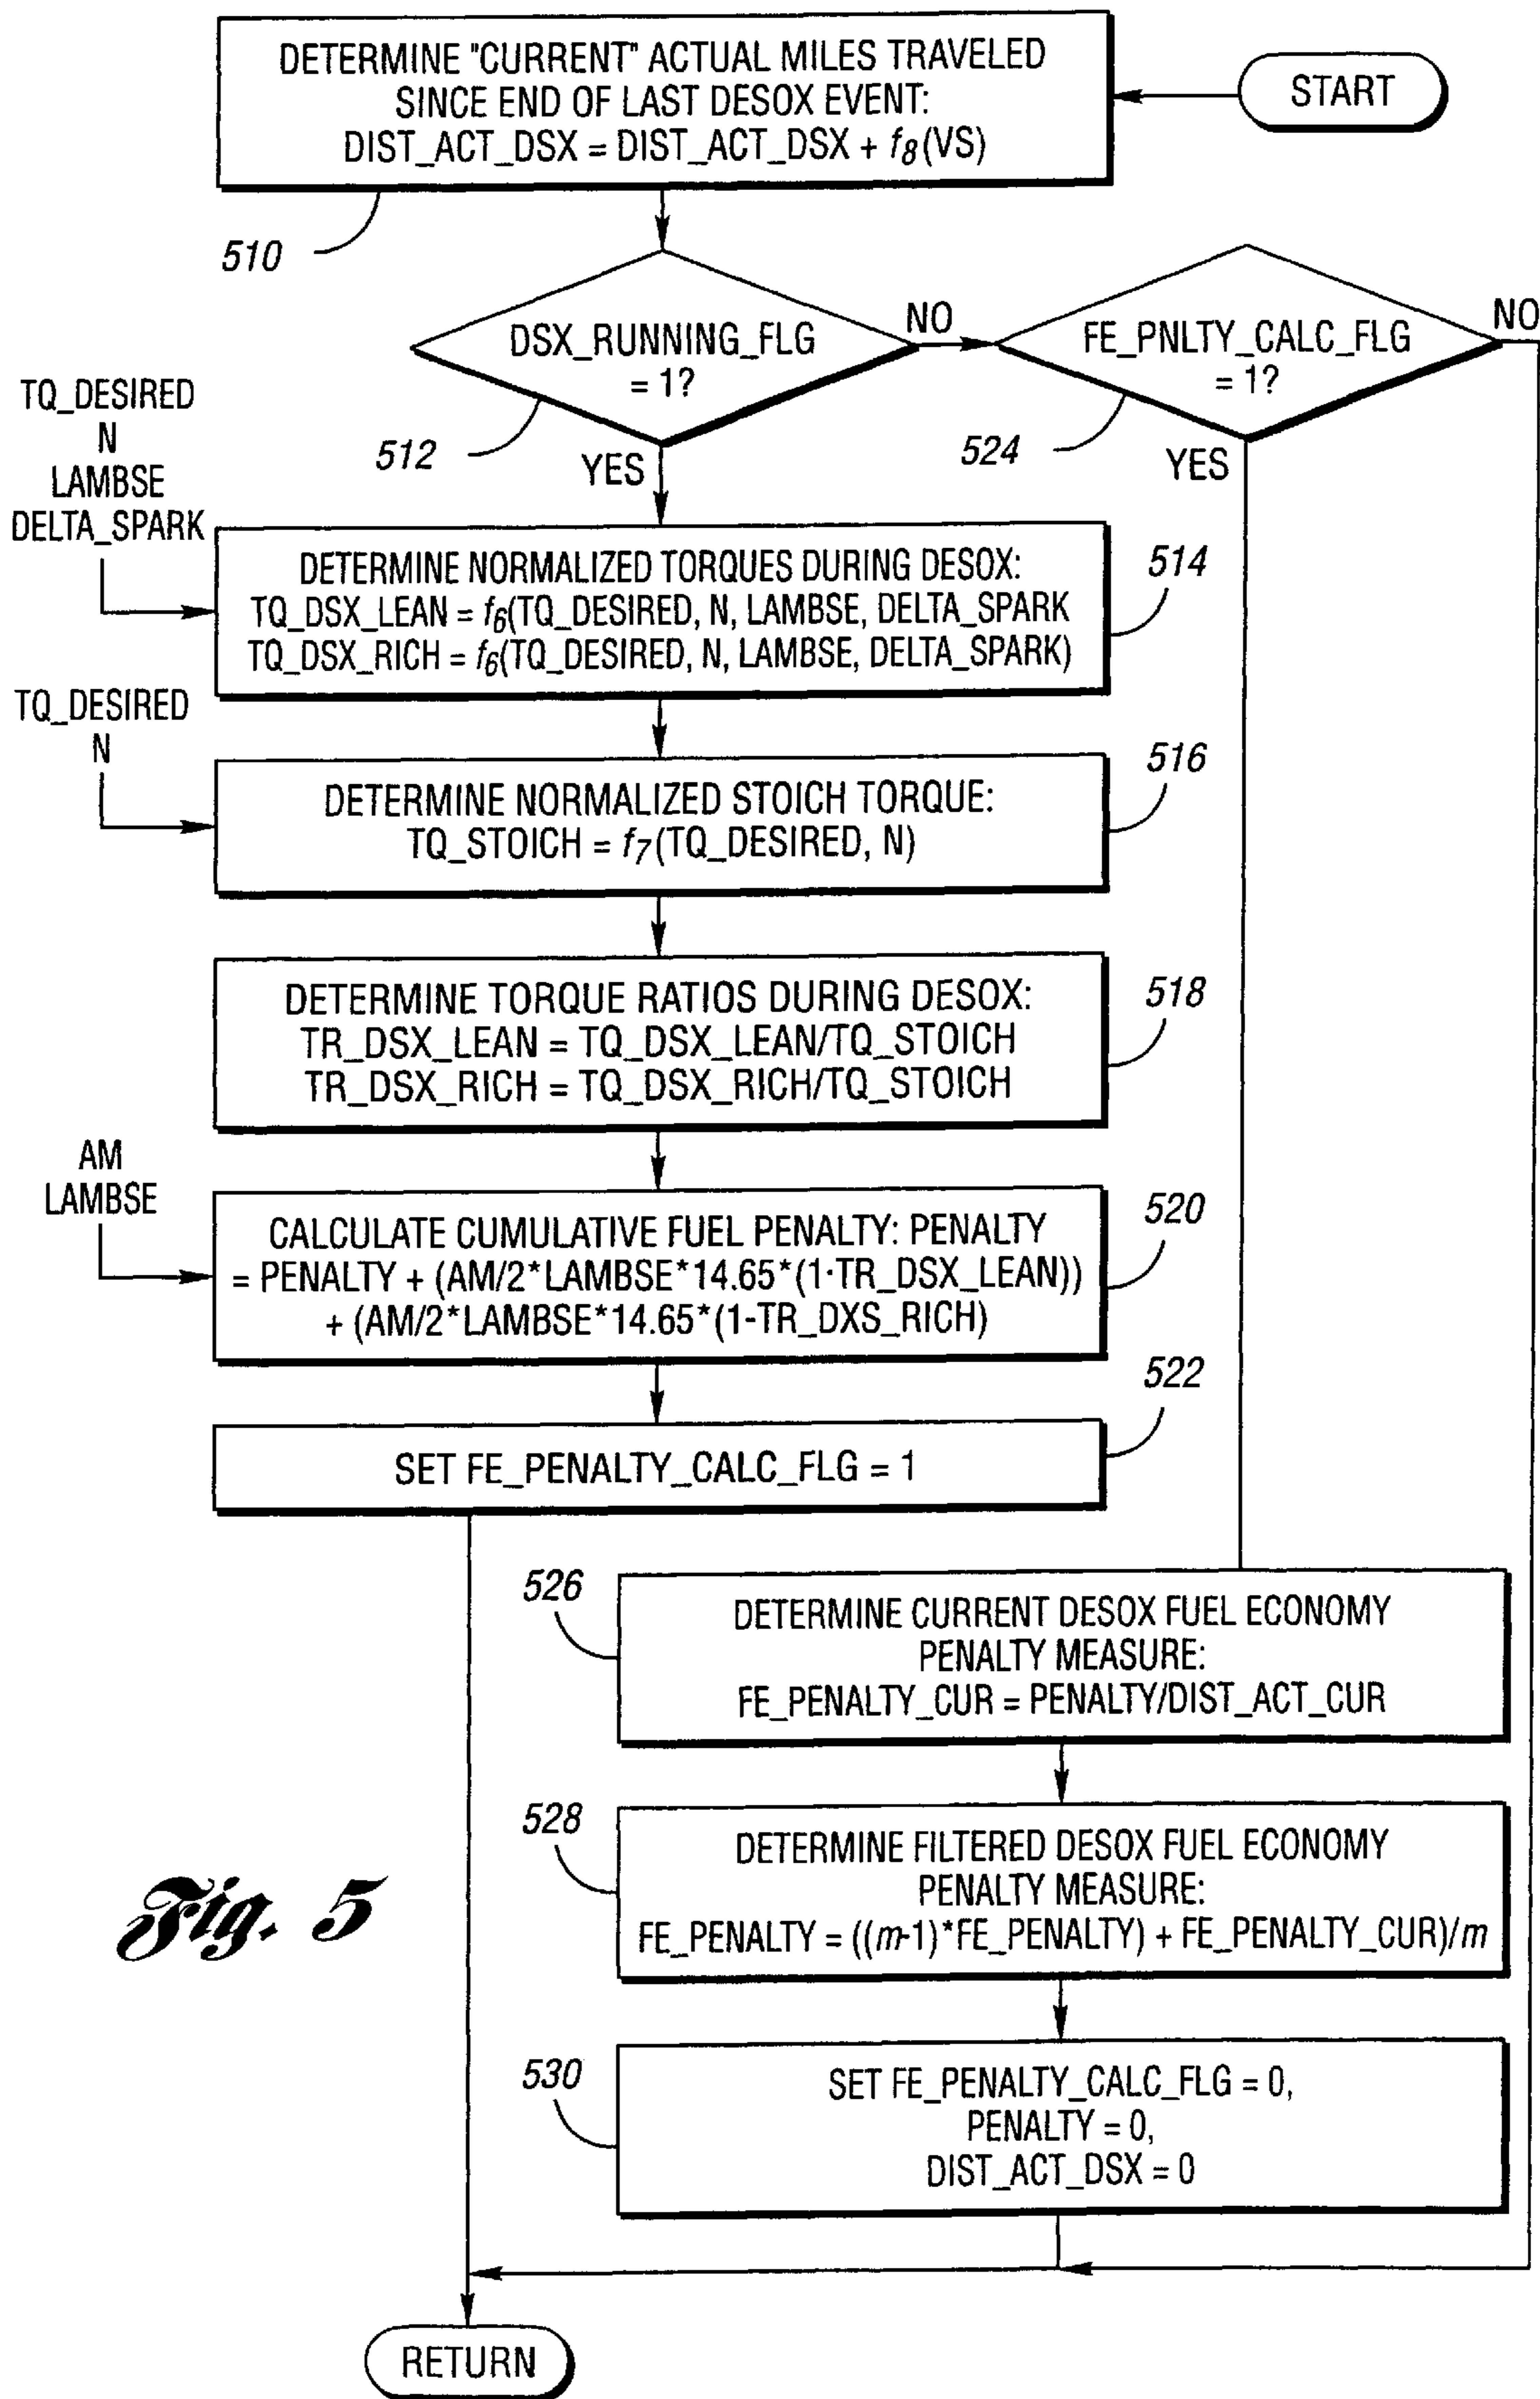 DETERMINE "CURRENT" ACTUAL MILES TRAVELED
SINCE END OF LAST DESOX EVENT:
DIST_ACT_DSX = DIST_ACT_DSX + f8(VS)
START
510
DSX_RUNNING_FLG
= 1?
NO
FE_PNLTY_CALC_FLG
= 1?
NO
512
YES
524
YES
TQ_DESIRED
N
LAMBSE
DELTA_SPARK
DETERMINE NORMALIZED TORQUES DURING DESOX:
TQ_DSX_LEAN = f6(TQ_DESIRED, N, LAMBSE, DELTA_SPARK
TQ_DSX_RICH = f6(TQ_DESIRED, N, LAMBSE, DELTA_SPARK)
514
TQ_DESIRED
N
DETERMINE NORMALIZED STOICH TORQUE:
TQ_STOICH = f7(TQ_DESIRED, N)
516
DETERMINE TORQUE RATIOS DURING DESOX:
TR_DSX_LEAN = TQ_DSX_LEAN/TQ_STOICH
TR_DSX_RICH = TQ_DSX_RICH/TQ_STOICH
518
AM
LAMBSE
CALCULATE CUMULATIVE FUEL PENALTY: PENALTY
= PENALTY + (AM/2*LAMBSE*14.65*(1·TR_DSX_LEAN))
+ (AM/2*LAMBSE*14.65*(1-TR_DXS_RICH)
520
SET FE_PENALTY_CALC_FLG = 1
522
526
DETERMINE CURRENT DESOX FUEL ECONOMY
PENALTY MEASURE:
FE_PENALTY_CUR = PENALTY/DIST_ACT_CUR
528
DETERMINE FILTERED DESOX FUEL ECONOMY
PENALTY MEASURE:
FE_PENALTY = ((m-1)*FE_PENALTY) + FE_PENALTY_CUR)/m
Fig. 5
530
SET FE_PENALTY_CALC_FLG = 0,
PENALTY = 0,
DIST_ACT_DSX = 0
RETURN